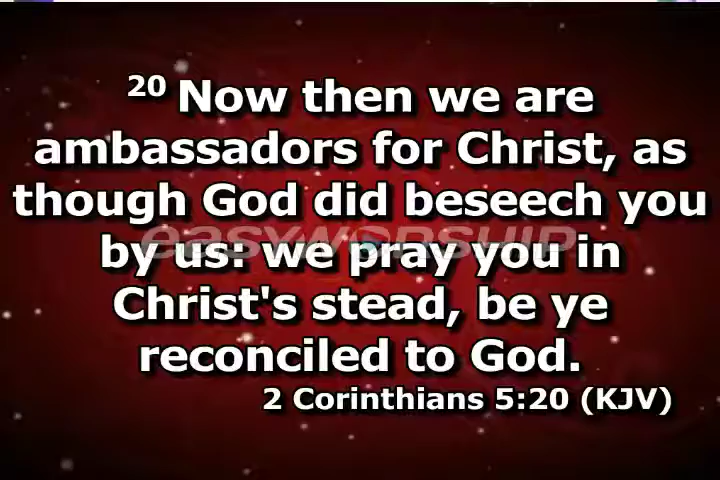 20 Now then we are
ambassadors for Christ, as
though God did beseech you
by us: we pray you in
Christ's stead, be ye
reconciled to God.
2 Corinthians 5:20 (KJV)
easyworship